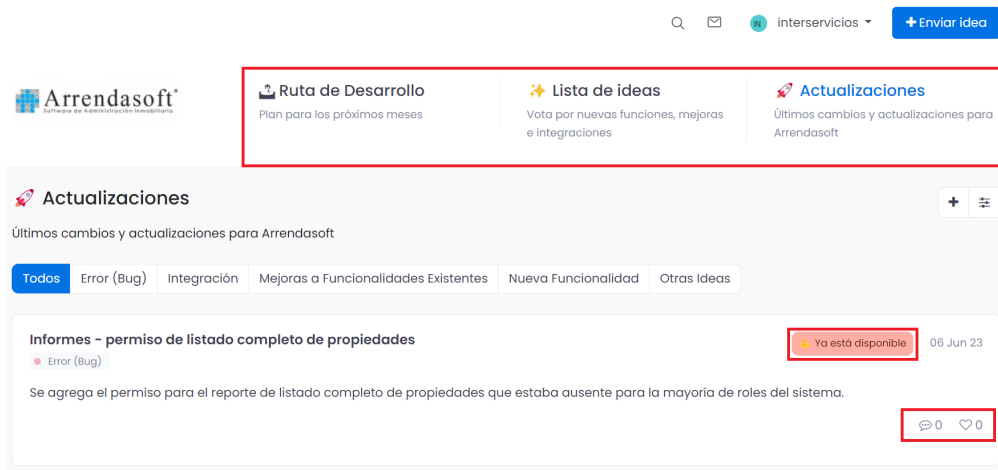 IN interservicios + Enviar idea
Arrendasoft
Software de Administración Inmobiliaria
Ruta de Desarrollo
Plan para los próximos meses
Lista de ideas
Vota por nuevas funciones, mejoras
e integraciones
Actualizaciones
Últimos cambios y actualizaciones para
Arrendasoft
Actualizaciones
Últimos cambios y actualizaciones para Arrendasoft
Todos Error (Bug) Integración Mejoras a Funcionalidades Existentes Nueva Funcionalidad Otras Ideas
Informes - permiso de listado completo de propiedades Ya está disponible 06 Jun 23
Error (Bug)
Se agrega el permiso para el reporte de listado completo de propiedades que estaba ausente para la mayoría de roles del sistema.
0 0